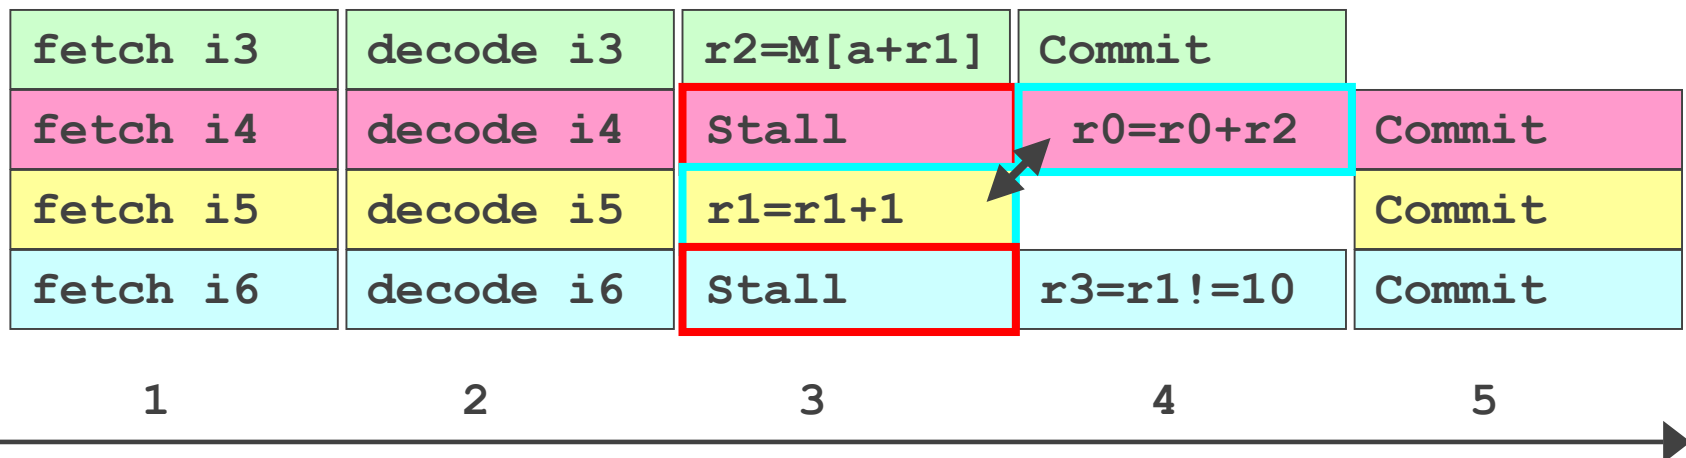 fetch i3 decode i3 r2=M[a+r1] Commit
fetch i4 decode i4 Stall r0=r0+r2 Commit
fetch i5 decode i5 r1=r1+1 Commit
fetch i6 decode i6 Stall r3=r1!=10 Commit
1 2 3 4 5